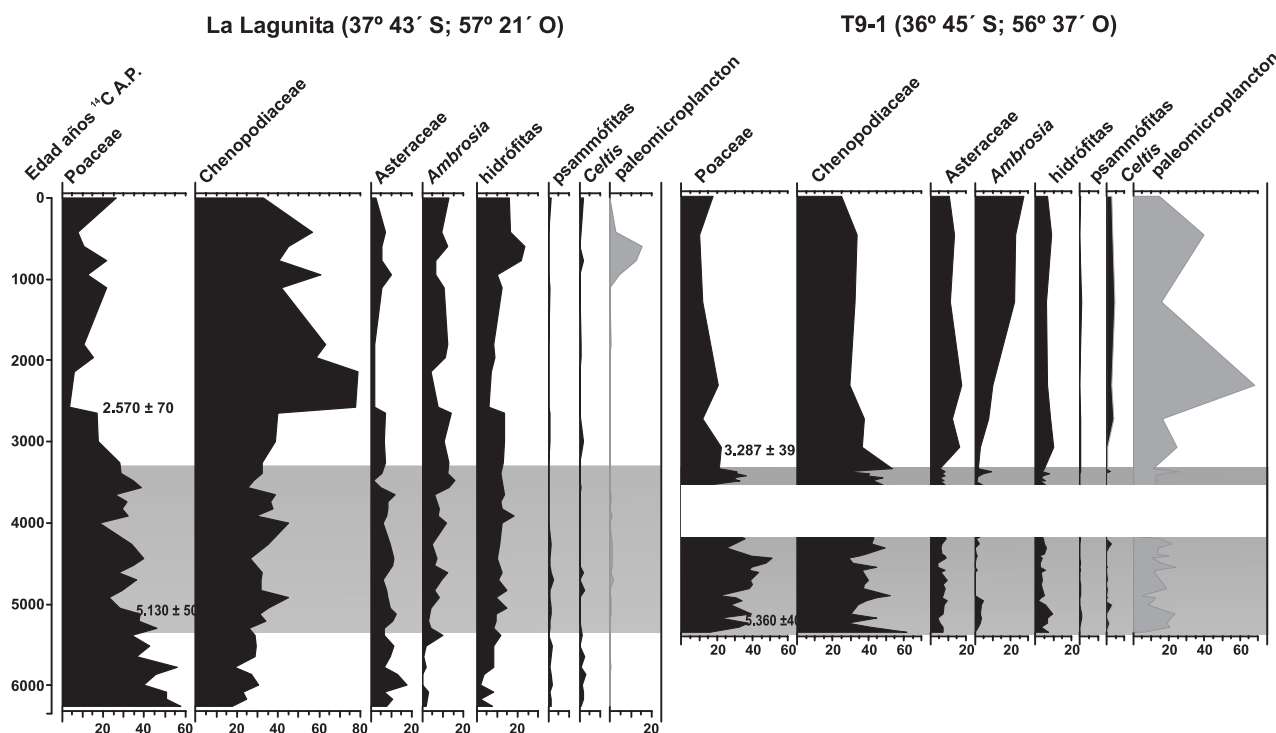 La Lagunita (37º 43´ S; 57º 21´ O)
T9-1 (36º 45´ S; 56º 37´ O)
Edad años ¹⁴C A.P.
Poaceae
Chenopodiaceae
Asteraceae
Ambrosia
hidrófitas
psammófitas
Celtis
paleomicroplancton
Poaceae
Chenopodiaceae
Asteraceae
Ambrosia
hidrófitas
psammófitas
Celtis
paleomicroplancton
0
1000
2000
3000
4000
5000
6000
2.570 ± 70
5.130 ± 50
3.287 ± 39
5.360 ± 40
20 40 60 20 40 60 80 20 20 20 20
20 40 60 20 40 60 20 20 20 20 40 60